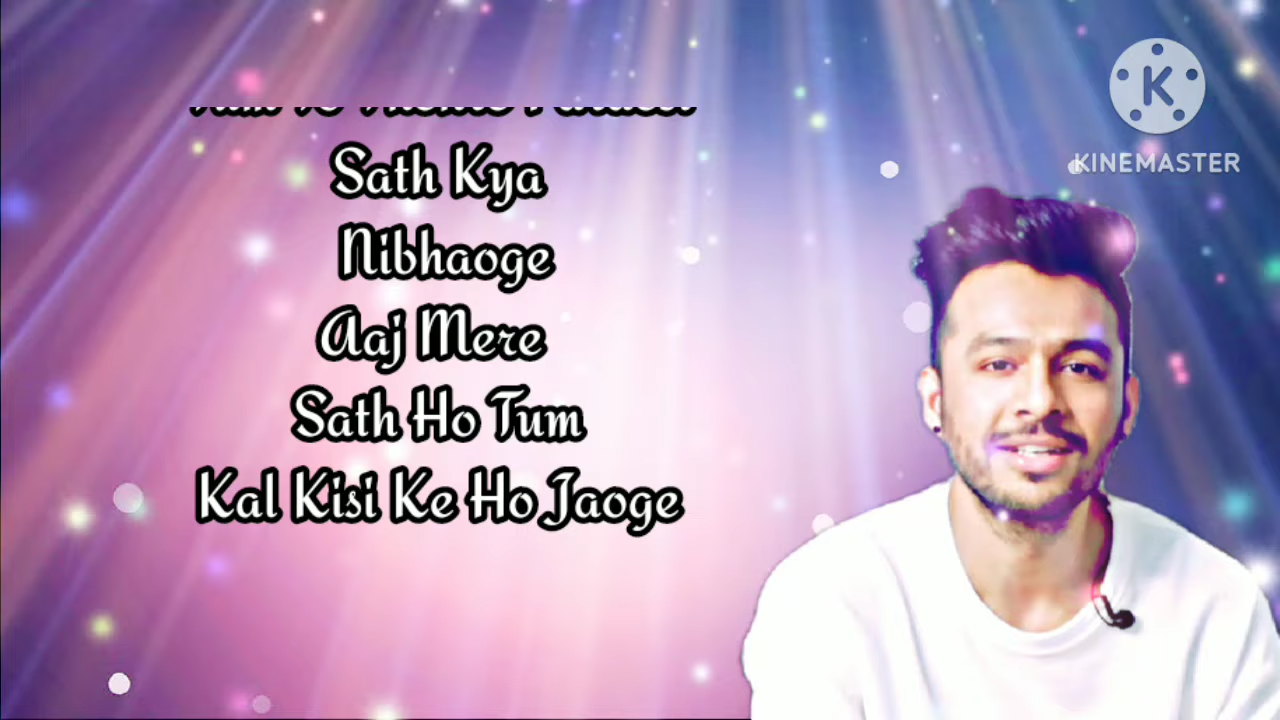 Sath Kya
Nibhaoge
Aaj Mere
Sath Ho Tum
Kal Kisi Ke Ho Jaoge
K
KINEMASTER